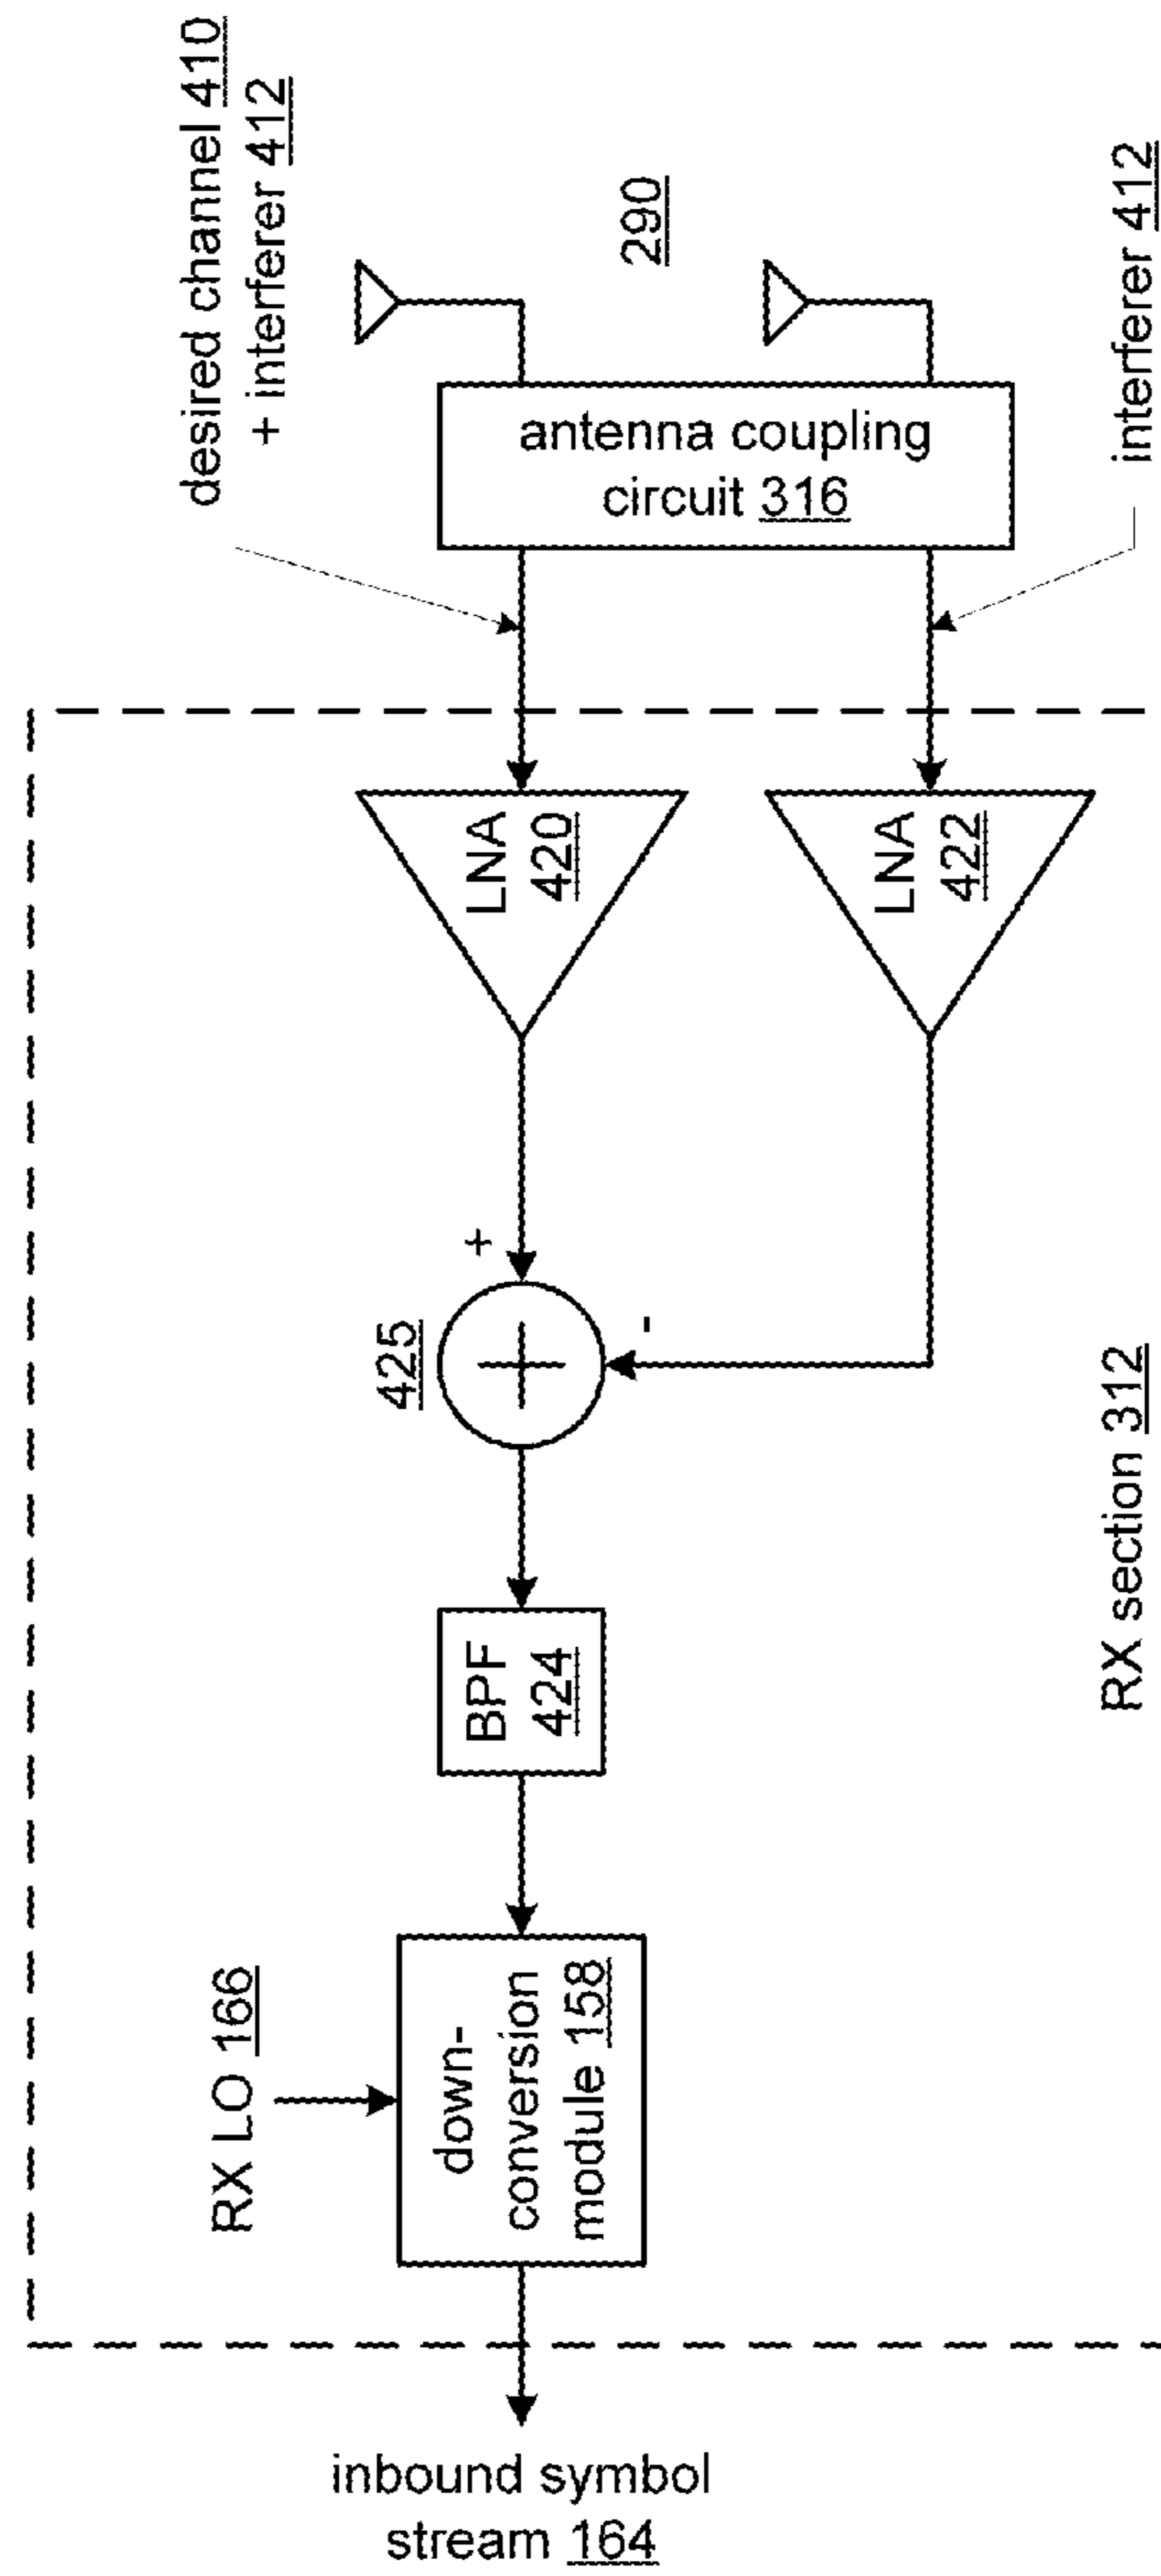 desired channel 410
+ interferer 412
290
antenna coupling
circuit 316
interferer 412
LNA
420
LNA
422
+
-
425
BPF
424
RX LO 166
down-
conversion
module 158
RX section 312
inbound symbol
stream 164